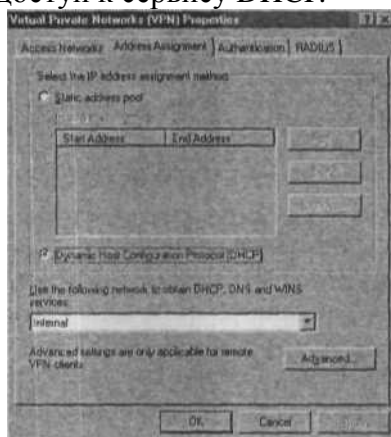 доступ к сервису DHCP.
Virtual Private Networks (VPN) Properties
Access Networks Address Assignment Authentication RADIUS
Select the IP address assignment method
Static address pool
Start Address End Address
Dynamic Host Configuration Protocol (DHCP)
Use the following network to obtain DHCP, DNS and WINS
services:
Internal
Advanced settings are only applicable for remote
VPN clients
Advanced...
OK Cancel